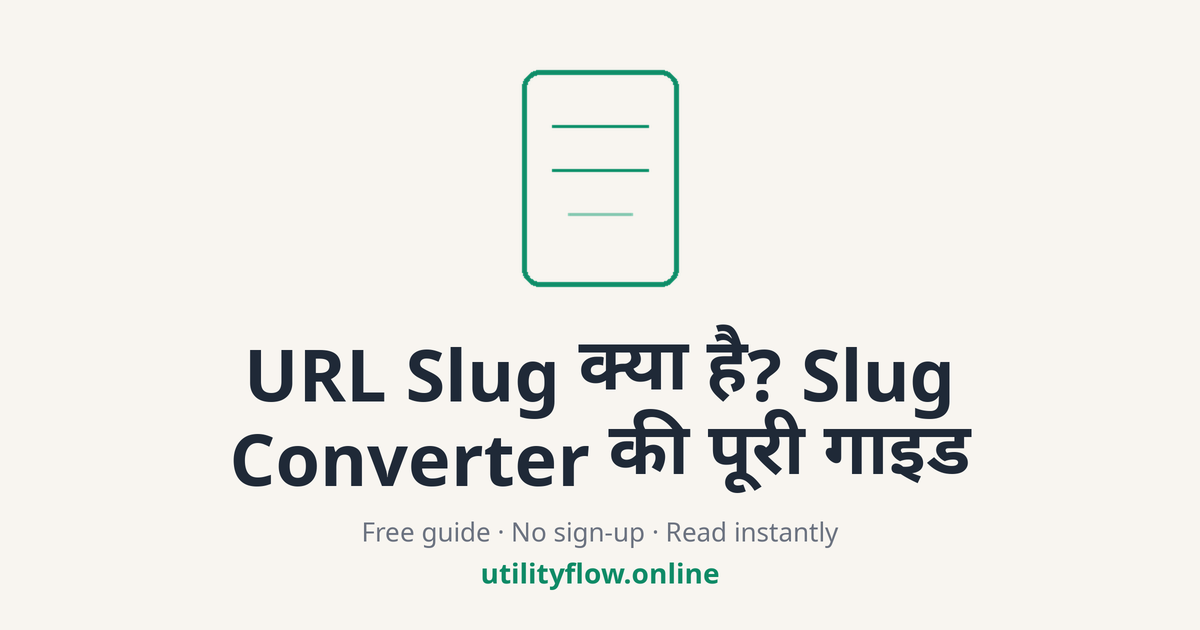 URL Slug क्या है? Slug
Converter की पूरी गाइड
Free guide · No sign-up · Read instantly
utilityflow.online